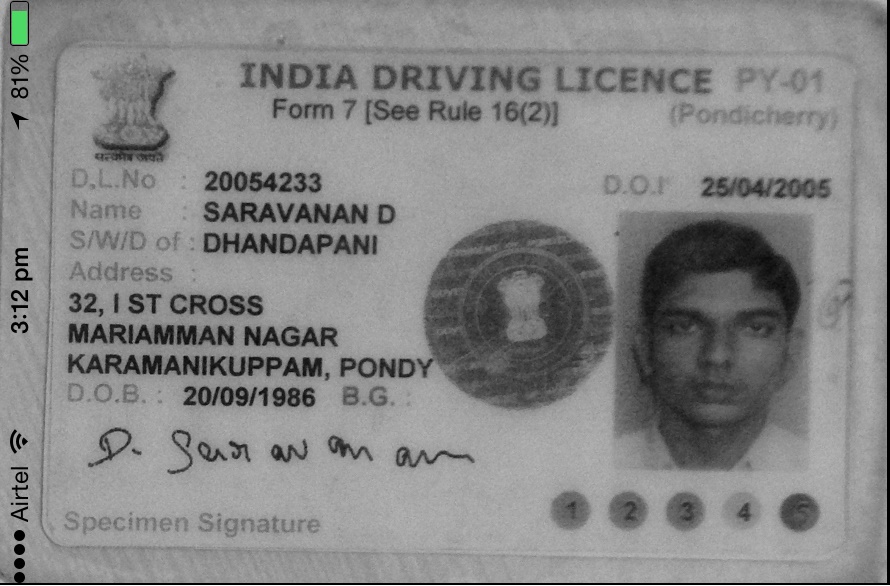 INDIA DRIVING LICENCE PY-01
Form 7 [See Rule 16(2)] (Pondicherry)
सत्यमेव जयते
D.L.No : 20054233 D.O.I 25/04/2005
Name : SARAVANAN D
S/W/D of : DHANDAPANI
Address :
32, I ST CROSS
MARIAMMAN NAGAR
KARAMANIKUPPAM, PONDY
D.O.B. : 20/09/1986 B.G. :
D. Saravanan
Specimen Signature
1 2 3 4 5
Airtel 3:12 pm 81%